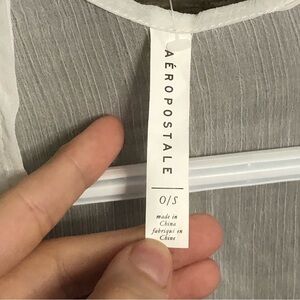 AÉROPOSTALE
O/S
made in
China
fabriqué en
Chine